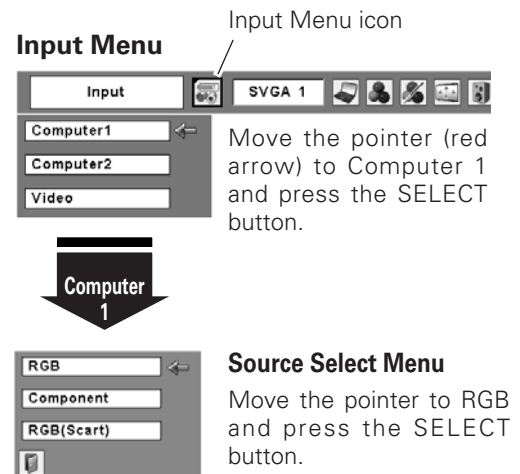 Input Menu icon
Input Menu
Input
SVGA 1
Computer1
Computer2
Video
Move the pointer (red
arrow) to Computer 1
and press the SELECT
button.
Computer
1
RGB
Component
RGB(Scart)
Source Select Menu
Move the pointer to RGB
and press the SELECT
button.